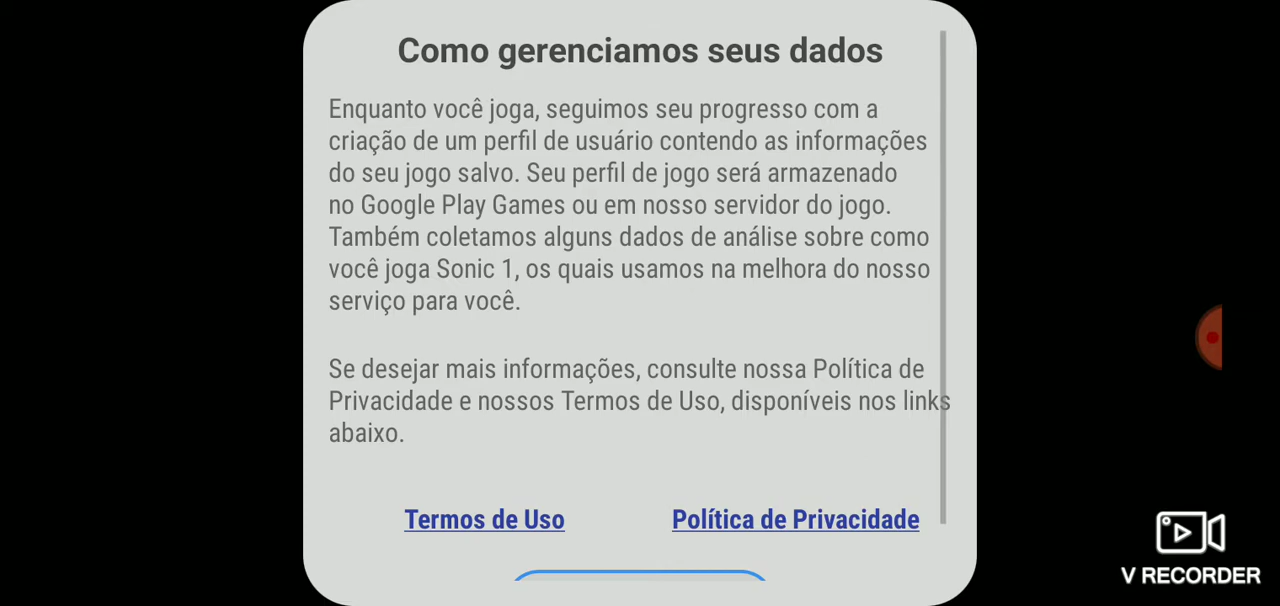 Como gerenciamos seus dados
Enquanto você joga, seguimos seu progresso com a
criação de um perfil de usuário contendo as informações
do seu jogo salvo. Seu perfil de jogo será armazenado
no Google Play Games ou em nosso servidor do jogo.
Também coletamos alguns dados de análise sobre como
você joga Sonic 1, os quais usamos na melhora do nosso
serviço para você.
Se desejar mais informações, consulte nossa Política de
Privacidade e nossos Termos de Uso, disponíveis nos links
abaixo.
Termos de Uso
Política de Privacidade
V RECORDER